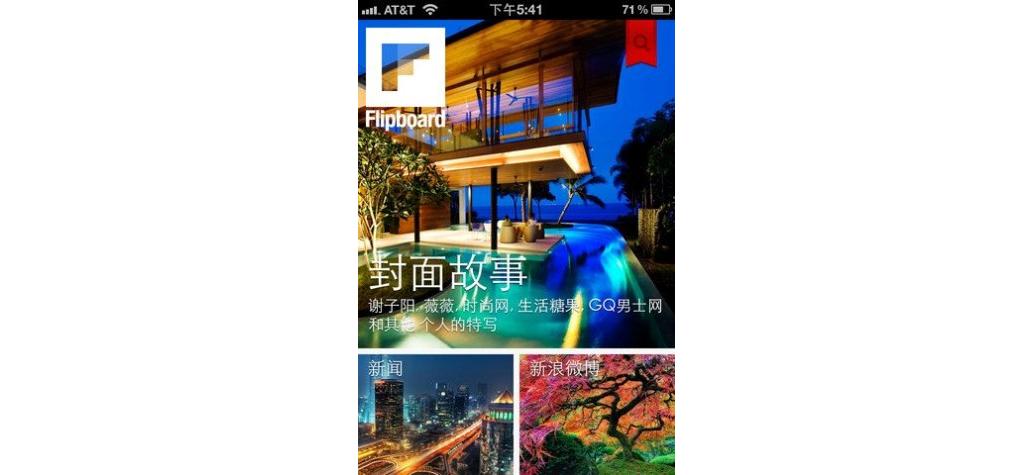 AT&T 下午5:41 71%
Flipboard
封面故事
谢子阳, 薇薇, 时尚网, 生活糖果, GQ男士网
和其他 个人的特写
新闻 新浪微博